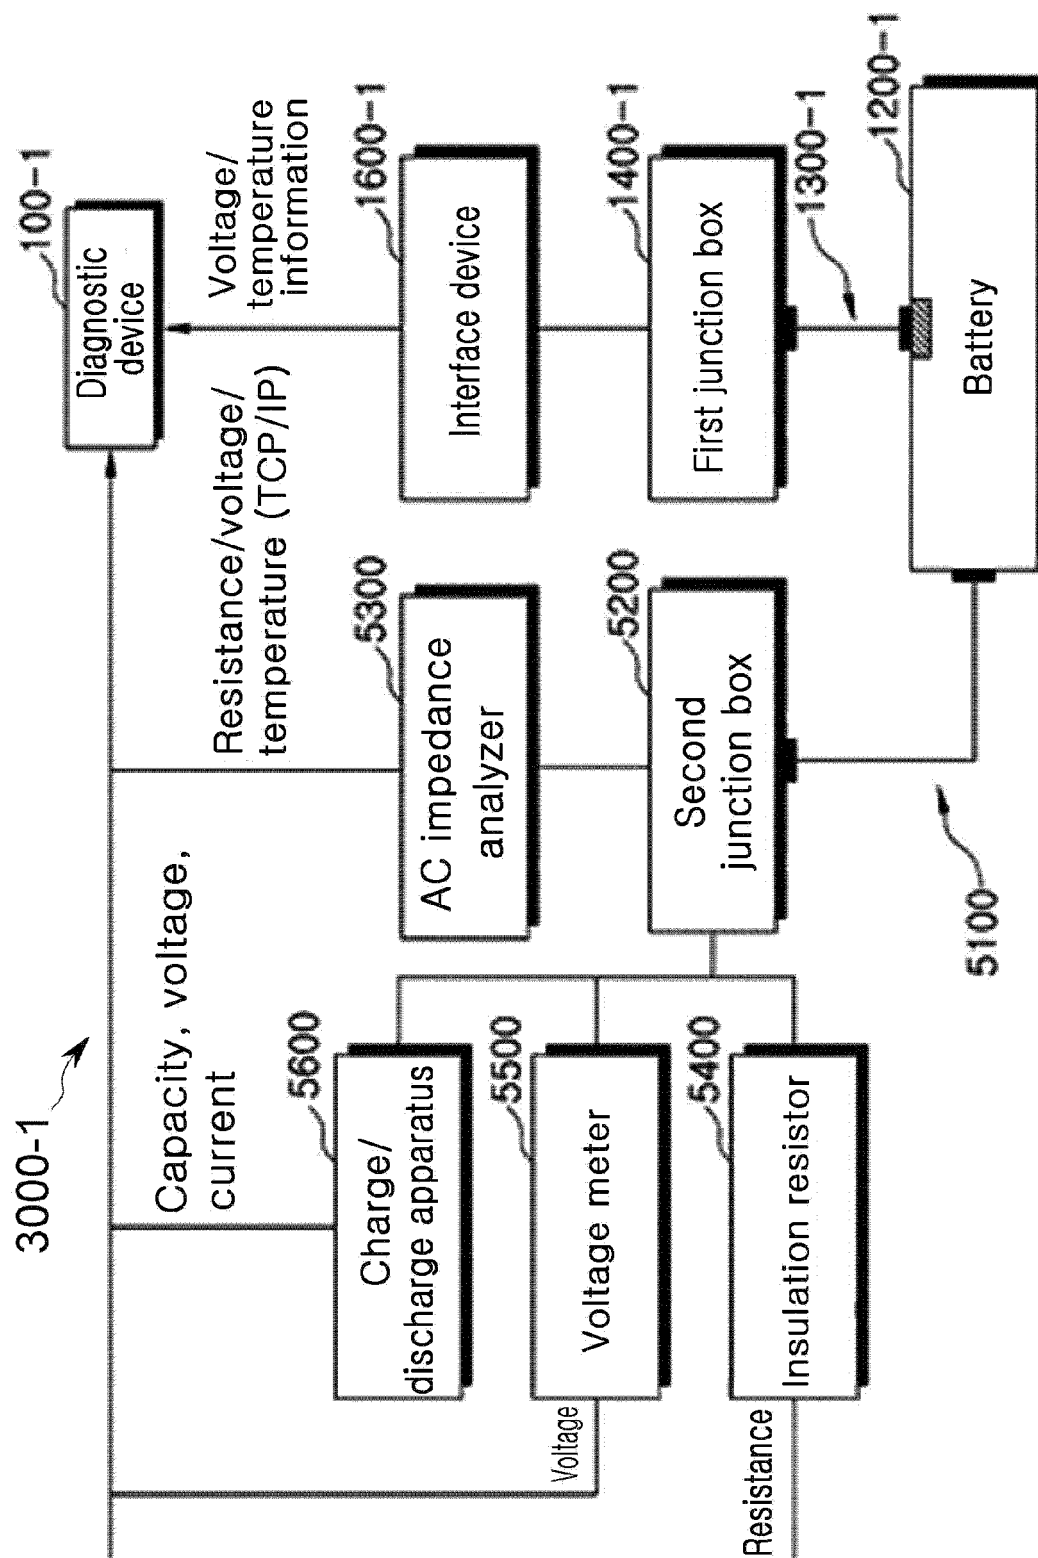 3000-1
Diagnostic
device
100-1
Capacity, voltage,
current
Resistance/voltage/
temperature (TCP/IP)
Voltage/
temperature
information
5600
Charge/
discharge apparatus
5300
AC impedance
analyzer
1600-1
Interface device
Voltage
5500
Voltage meter
5200
Second
junction box
1400-1
First junction box
Resistance
5400
Insulation resistor
1300-1
5100
1200-1
Battery